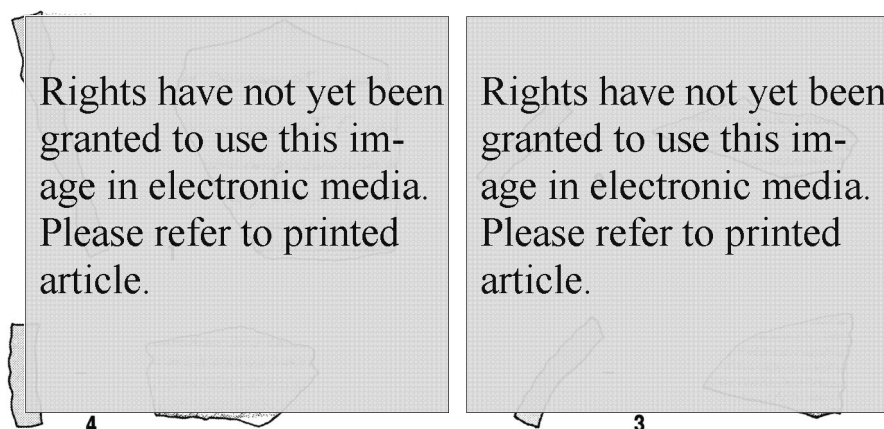 Rights have not yet been
granted to use this im-
age in electronic media.
Please refer to printed
article.
4
Rights have not yet been
granted to use this im-
age in electronic media.
Please refer to printed
article.
3